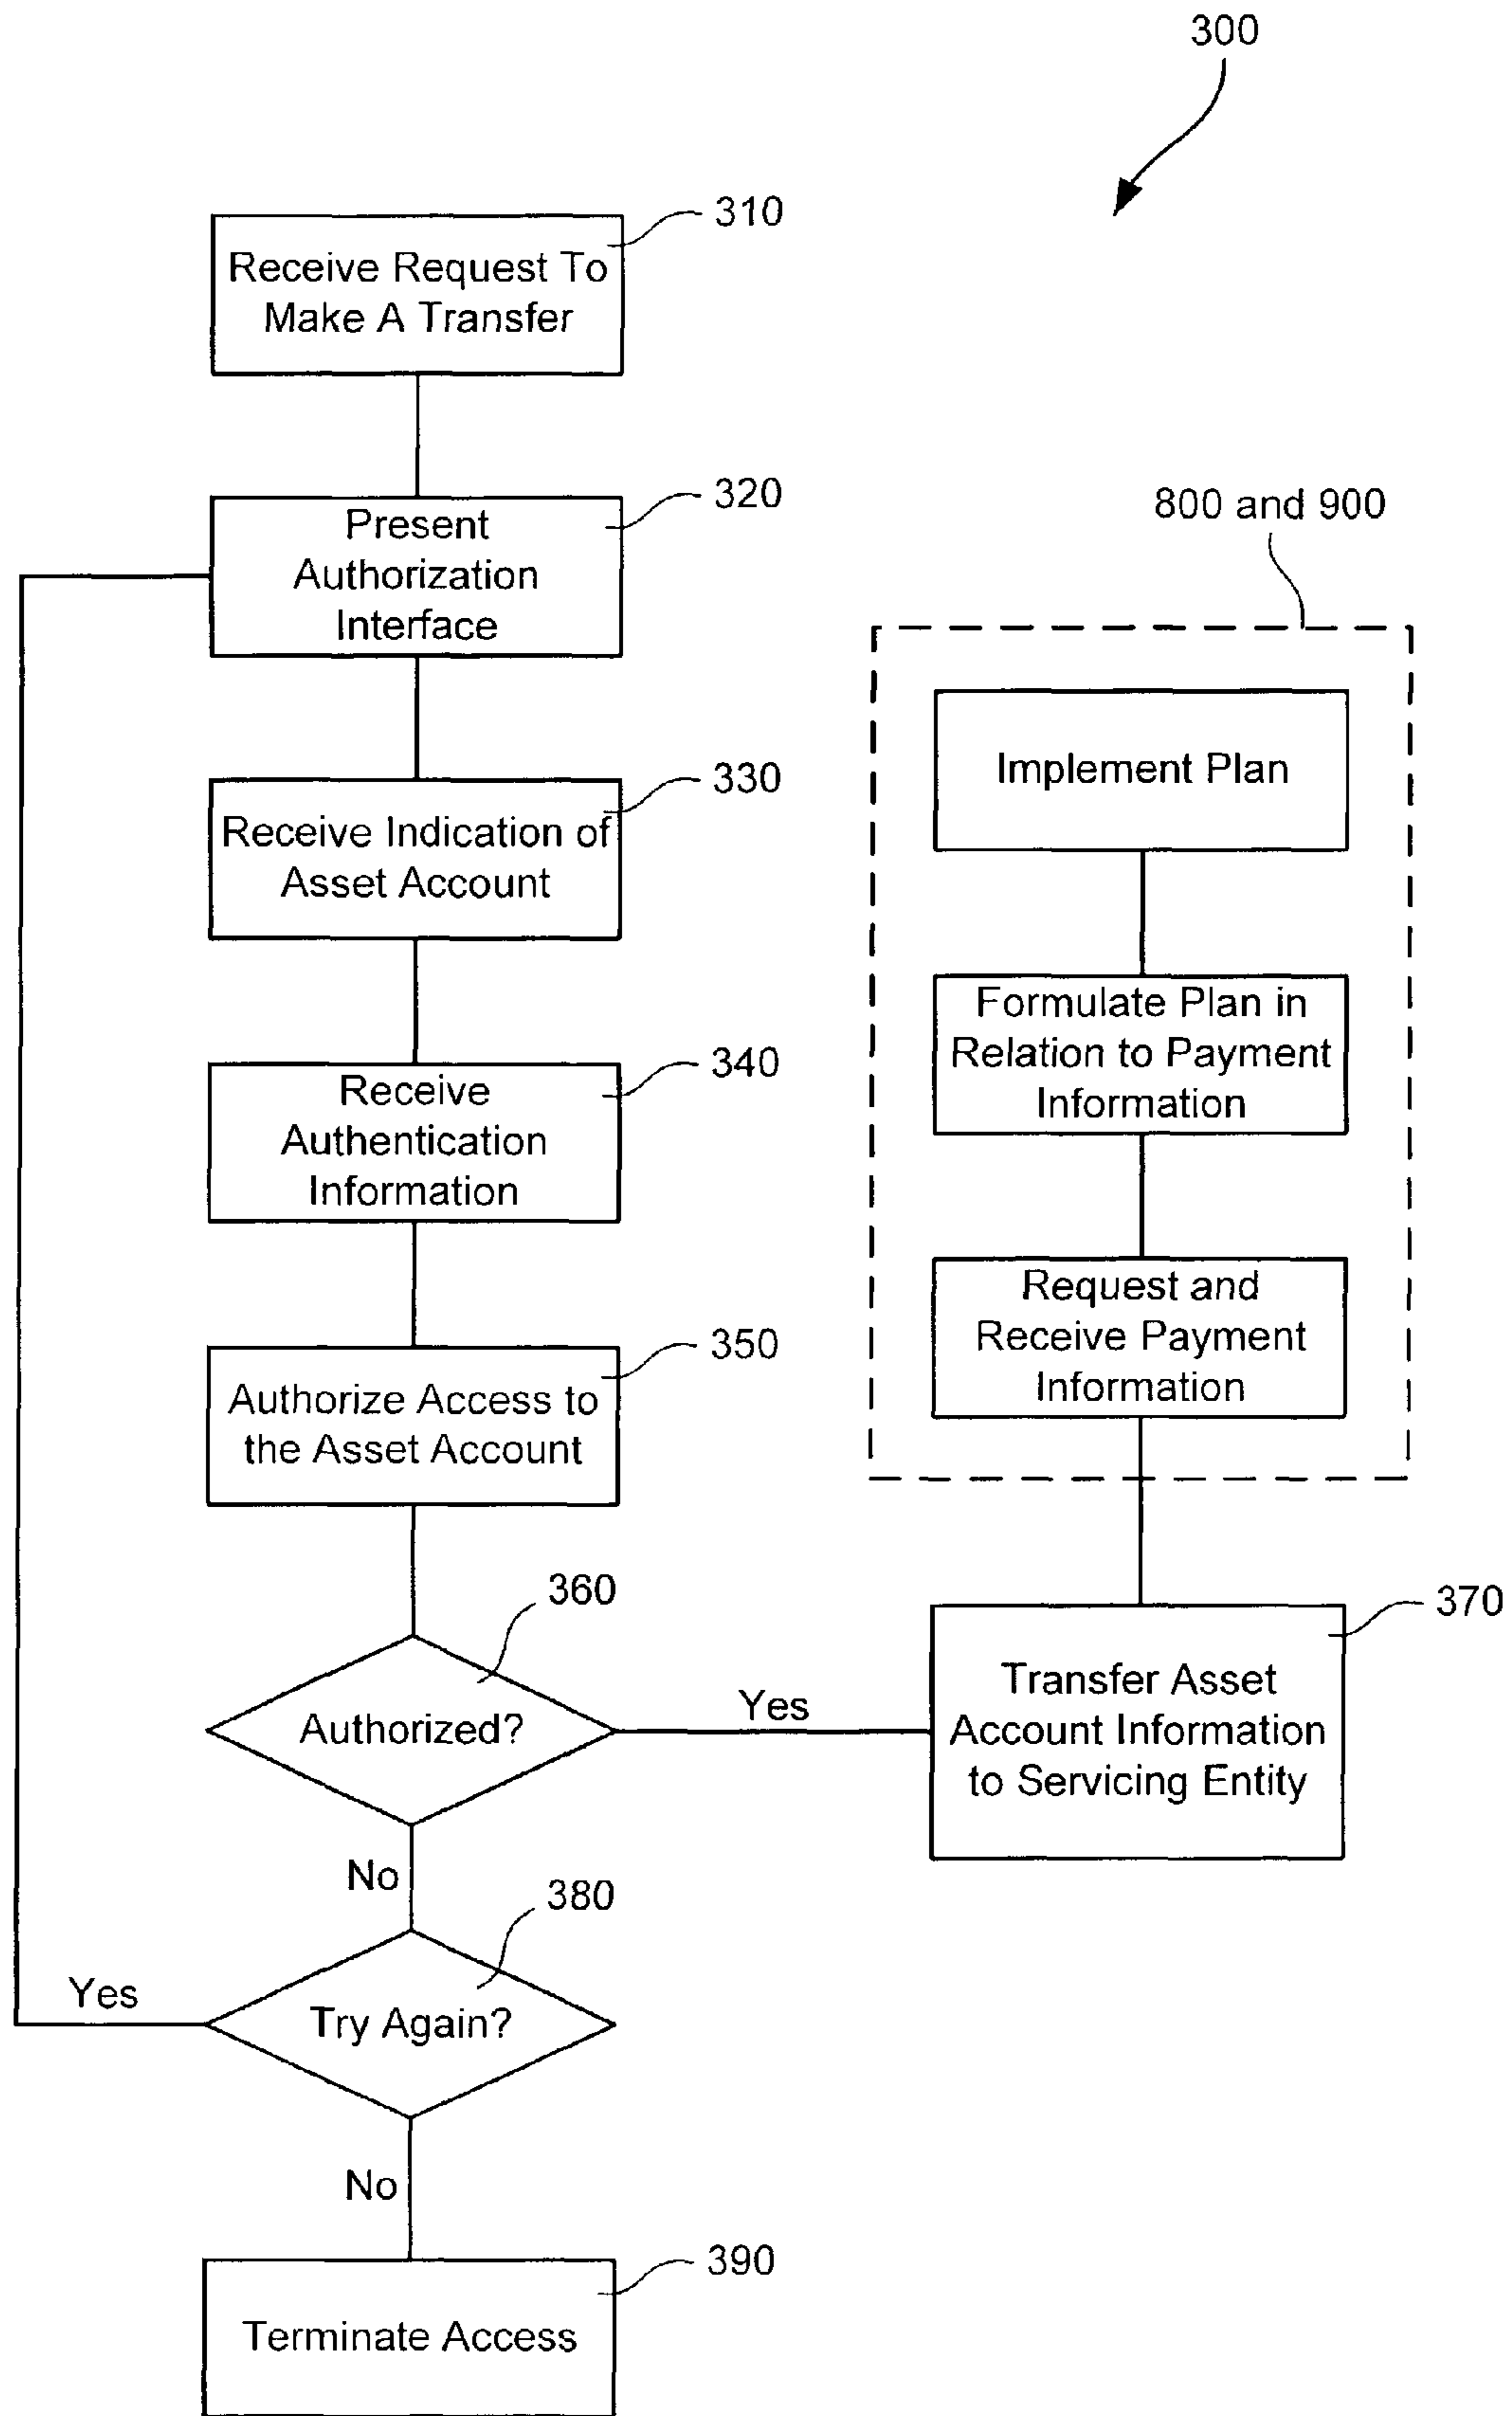 300
310
Receive Request To
Make A Transfer
320
Present
Authorization
Interface
330
Receive Indication of
Asset Account
340
Receive
Authentication
Information
350
Authorize Access to
the Asset Account
360
Authorized?
Yes
No
380
Try Again?
Yes
No
390
Terminate Access
800 and 900
Implement Plan
Formulate Plan in
Relation to Payment
Information
Request and
Receive Payment
Information
370
Transfer Asset
Account Information
to Servicing Entity